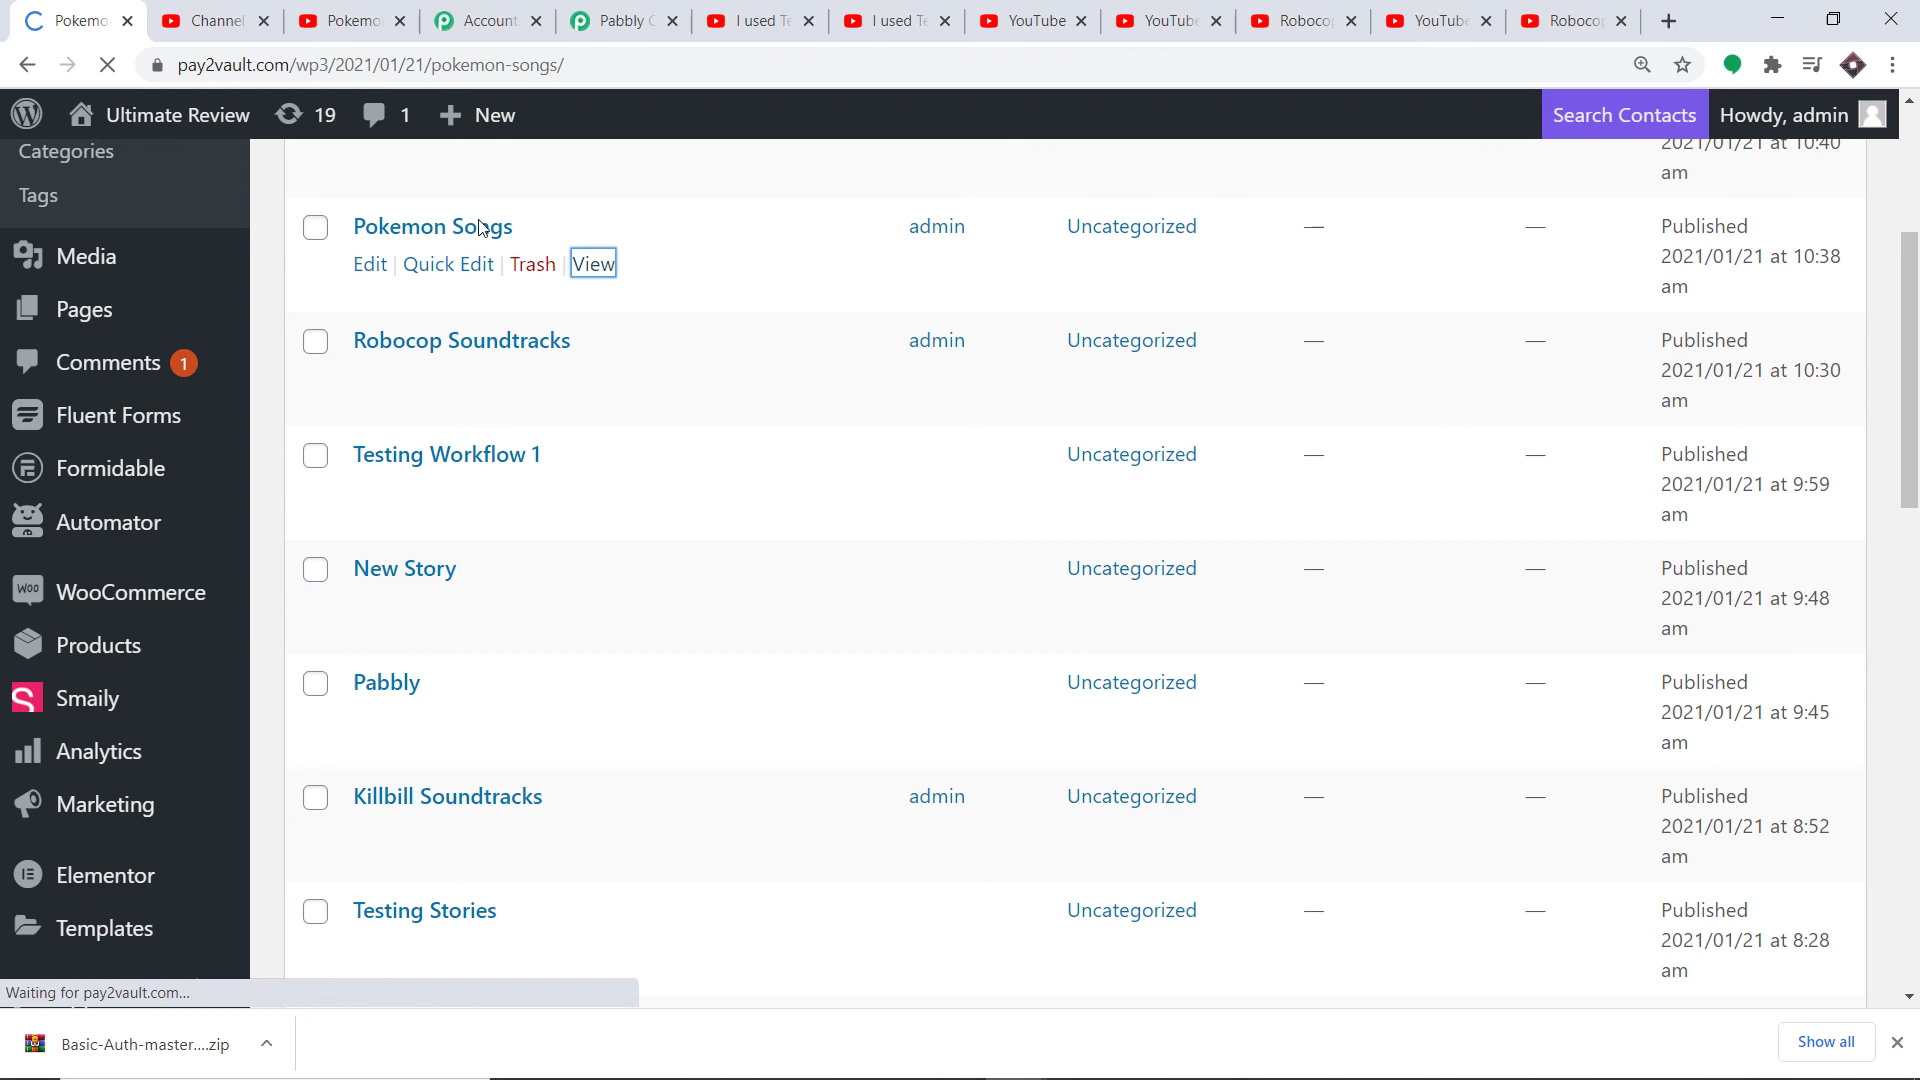 Pokemo
Channel
Pokemo
Account
Pabbly C
I used Te
I used Te
YouTube
YouTube
Roboco
YouTube
Roboco
pay2vault.com/wp3/2021/01/21/pokemon-songs/
Ultimate Review 19 1 New Search Contacts Howdy, admin
Categories
Tags
Media
Pages
Comments 1
Fluent Forms
Formidable
Automator
WooCommerce
Products
Smaily
Analytics
Marketing
Elementor
Templates
2021/01/21 at 10:40
am
Pokemon Songs admin Uncategorized — — Published
Edit | Quick Edit | Trash | View 2021/01/21 at 10:38
am
Robocop Soundtracks admin Uncategorized — — Published
2021/01/21 at 10:30
am
Testing Workflow 1 Uncategorized — — Published
2021/01/21 at 9:59
am
New Story Uncategorized — — Published
2021/01/21 at 9:48
am
Pabbly Uncategorized — — Published
2021/01/21 at 9:45
am
Killbill Soundtracks admin Uncategorized — — Published
2021/01/21 at 8:52
am
Testing Stories Uncategorized — — Published
2021/01/21 at 8:28
am
Waiting for pay2vault.com...
Basic-Auth-master....zip
Show all